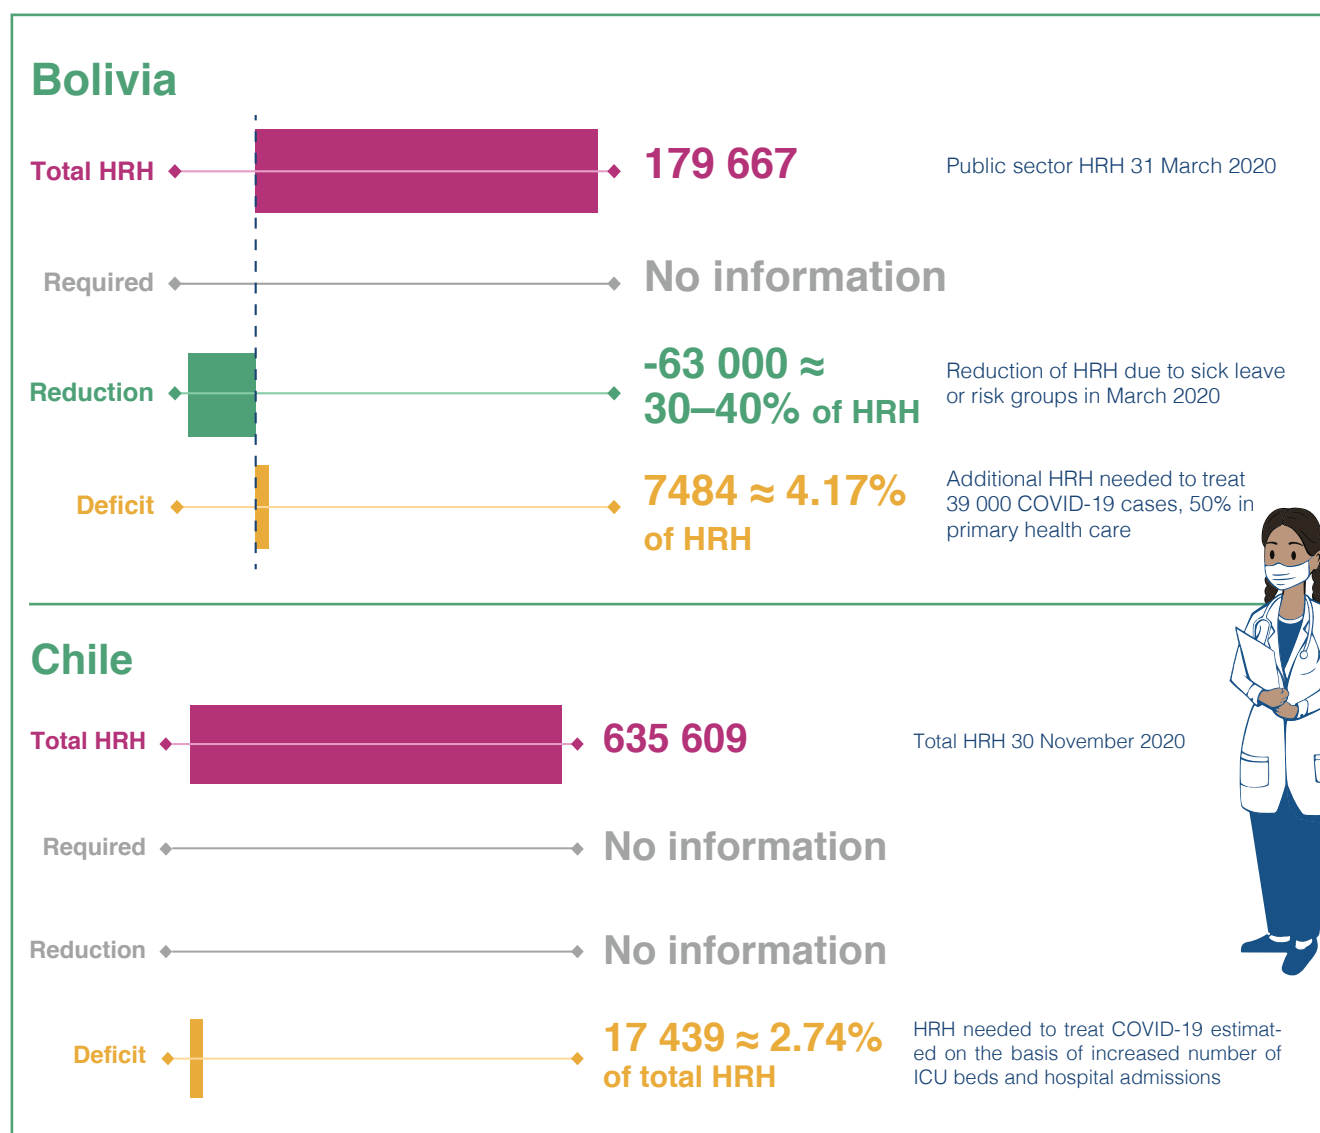 Bolivia
Total HRH
179 667
Public sector HRH 31 March 2020
Required
No information
Reduction
-63 000 ≈
30–40% of HRH
Reduction of HRH due to sick leave
or risk groups in March 2020
Deficit
7484 ≈ 4.17%
of HRH
Additional HRH needed to treat
39 000 COVID-19 cases, 50% in
primary health care
Chile
Total HRH
635 609
Total HRH 30 November 2020
Required
No information
Reduction
No information
Deficit
17 439 ≈ 2.74%
of total HRH
HRH needed to treat COVID-19 estimat-
ed on the basis of increased number of
ICU beds and hospital admissions